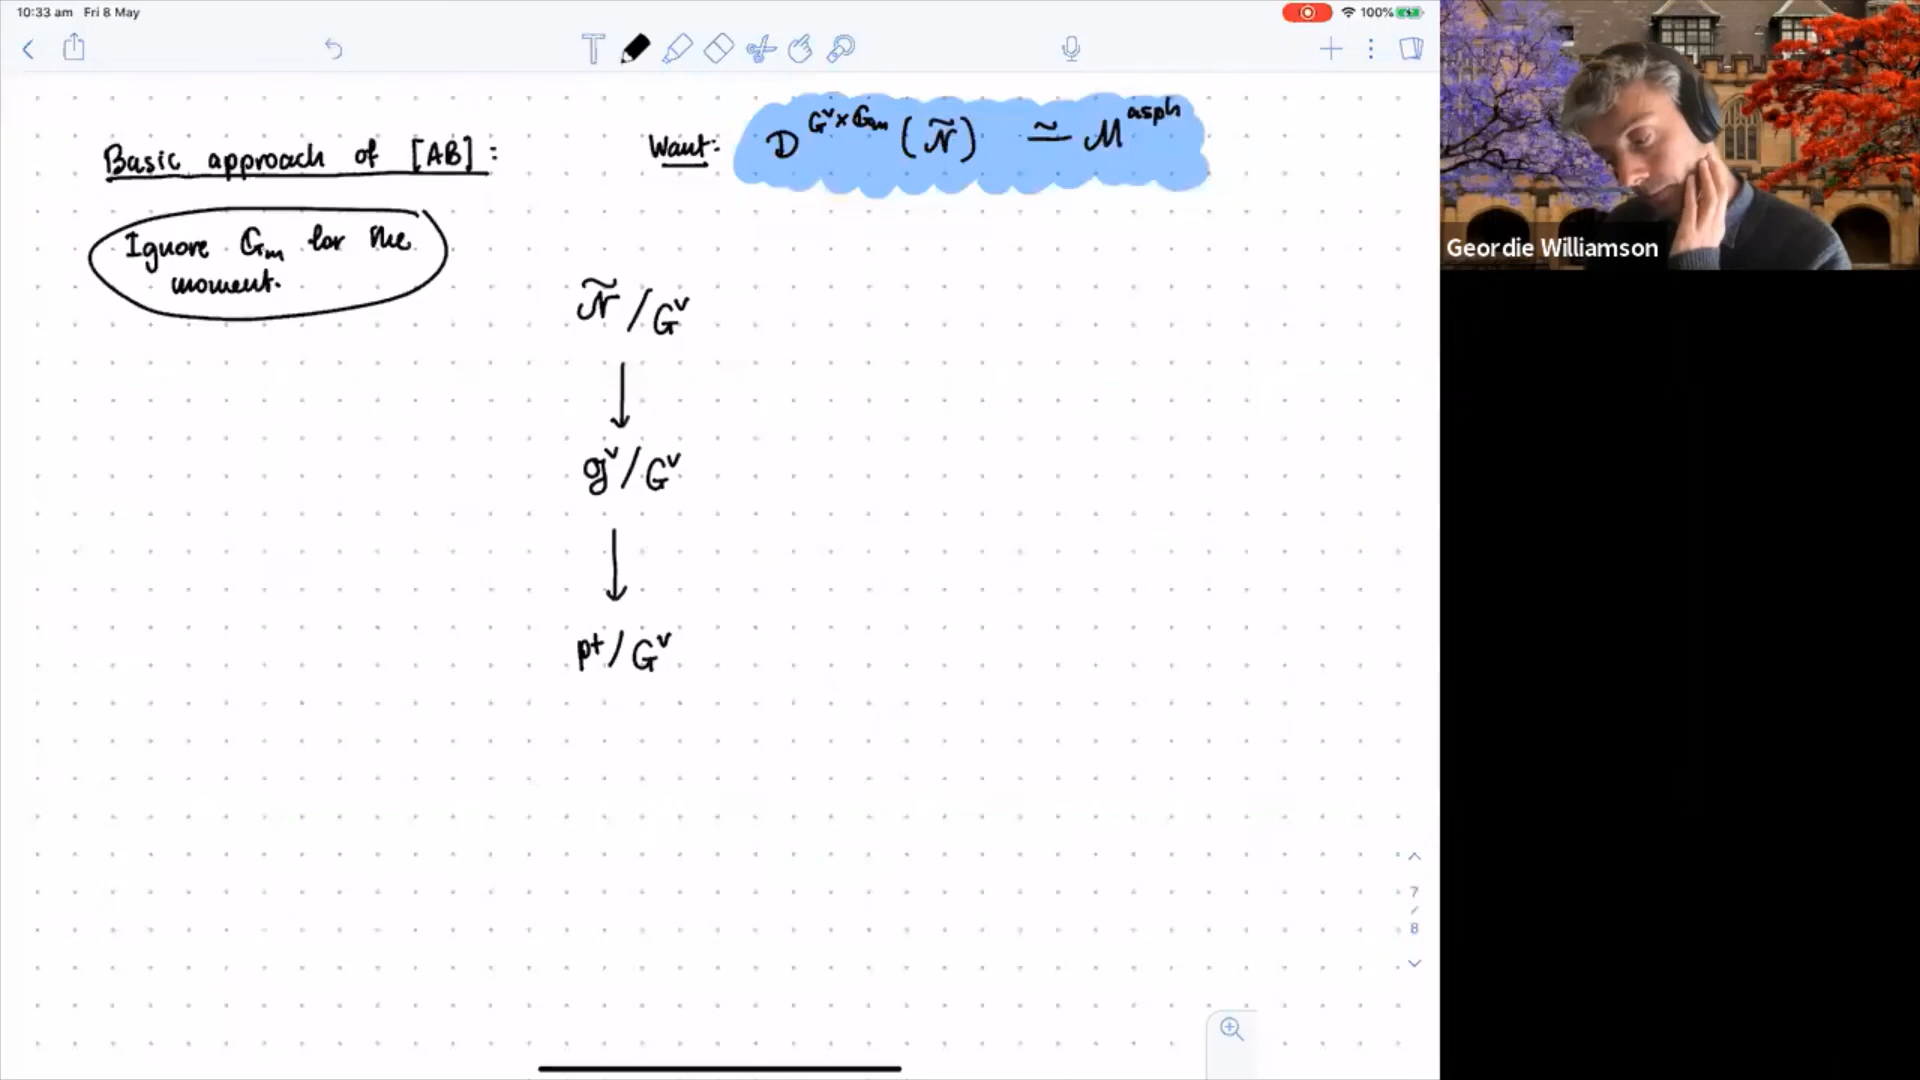 10:33 am Fri 8 May
100%
Basic approach of [AB]:
Want: D^{G^∨×G_m}(Ñ) ≃ M^{asph}
Ignore G_m for the
moment.
Ñ/G^∨
↓
g^∨/G^∨
↓
pt/G^∨
Geordie Williamson
7
/
8